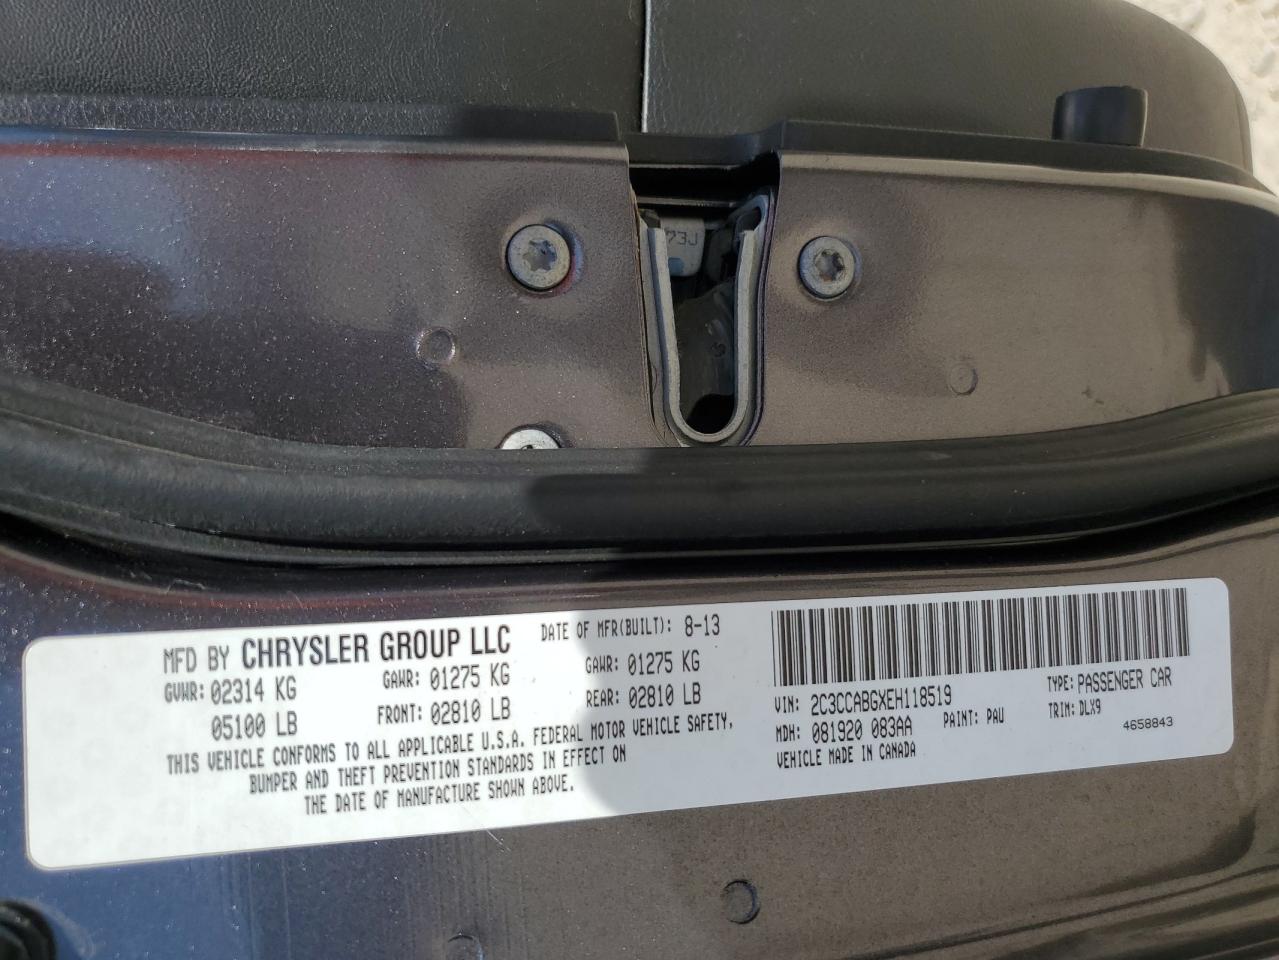 73J
MFD BY CHRYSLER GROUP LLC DATE OF MFR(BUILT): 8-13
GVWR: 02314 KG GAWR: 01275 KG GAWR: 01275 KG
05100 LB FRONT: 02810 LB REAR: 02810 LB
THIS VEHICLE CONFORMS TO ALL APPLICABLE U.S.A. FEDERAL MOTOR VEHICLE SAFETY,
BUMPER AND THEFT PREVENTION STANDARDS IN EFFECT ON
THE DATE OF MANUFACTURE SHOWN ABOVE.
VIN: 2C3CCABGXEH118519 TYPE: PASSENGER CAR
MDH: 081920 083AA PAINT: PAU TRIM: DLX9
VEHICLE MADE IN CANADA 4658843